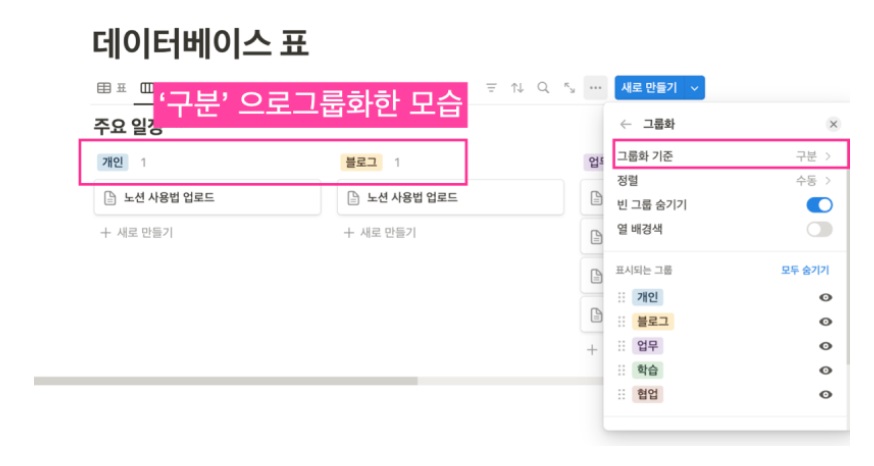 데이터베이스 표
표
새로 만들기
'구분' 으로그룹화한 모습
주요 일정
그룹화
개인 1
블로그 1
그룹화 기준 구분
정렬 수동
빈 그룹 숨기기
열 배경색
노션 사용법 업로드
노션 사용법 업로드
새로 만들기
새로 만들기
표시되는 그룹 모두 숨기기
개인
블로그
업무
학습
협업